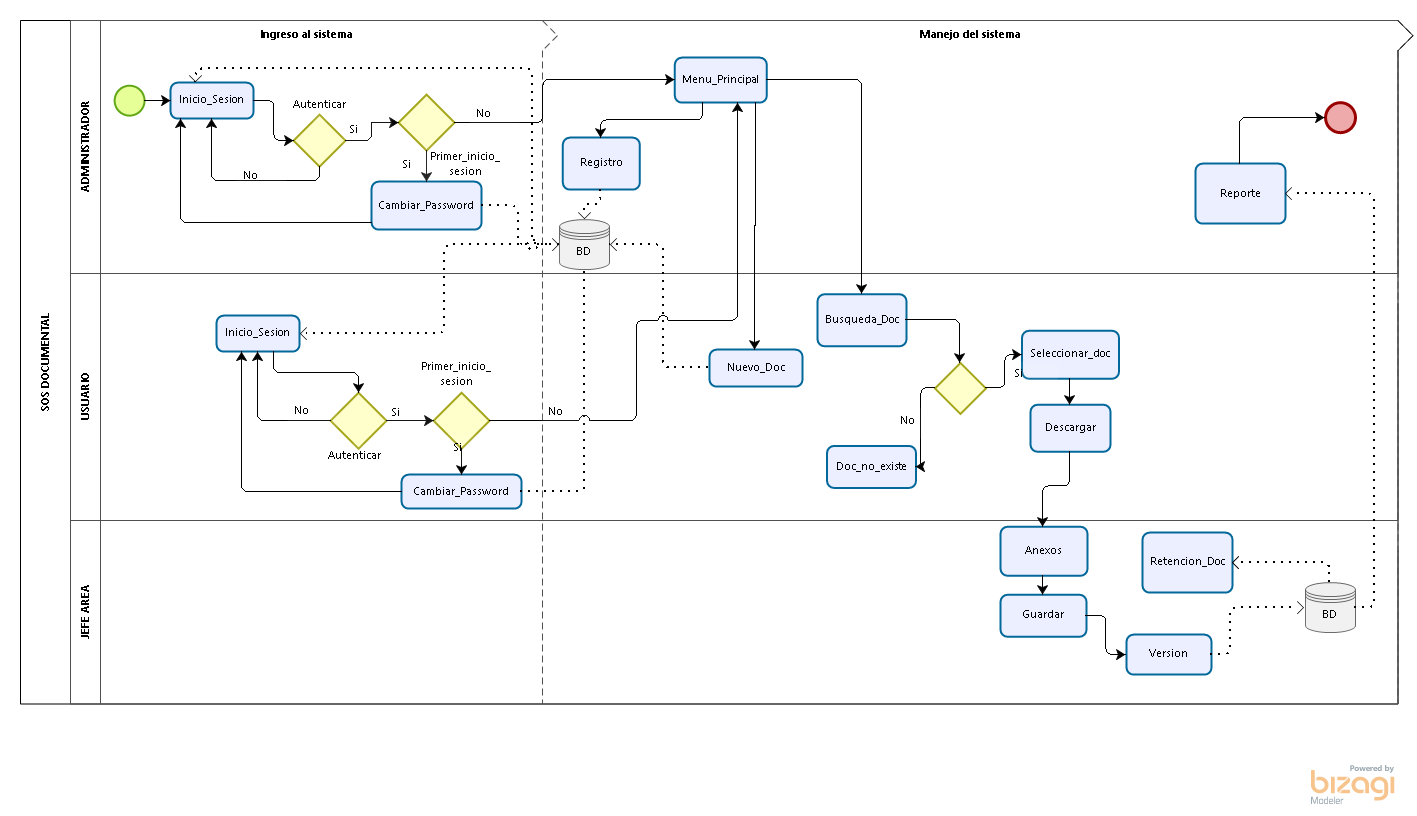 Ingreso al sistema
Manejo del sistema
SOS DOCUMENTAL
ADMINISTRADOR
Inicio_Sesion
Autenticar
Si
No
No
Si
Primer_inicio_
sesion
Cambiar_Password
Menu_Principal
Registro
BD
Reporte
USUARIO
Inicio_Sesion
No
Si
Autenticar
Primer_inicio_
sesion
No
Si
Cambiar_Password
Nuevo_Doc
Busqueda_Doc
No
Si
Doc_no_existe
Seleccionar_doc
Descargar
JEFE AREA
Anexos
Guardar
Version
Retencion_Doc
BD
Powered by
bizagi
Modeler